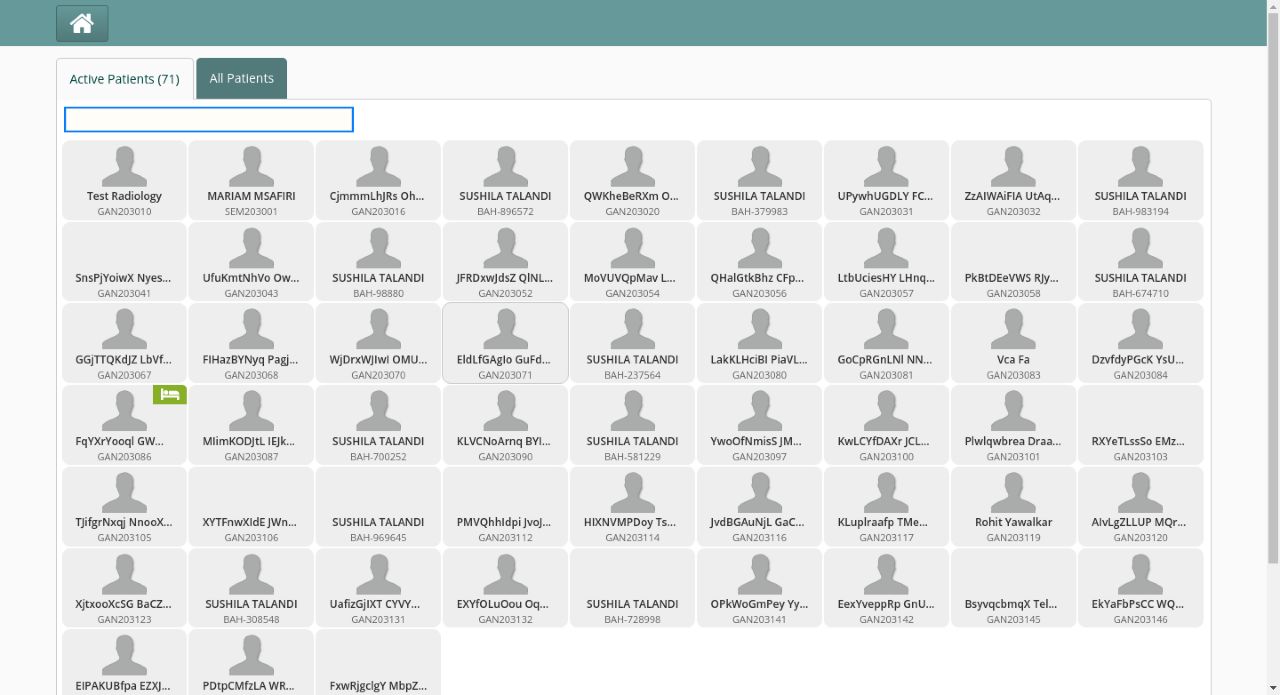 Active Patients (71)
All Patients
Test Radiology
GAN203010
MARIAM MSAFIRI
SEM203001
CjmmmLhJRs Oh...
GAN203016
SUSHILA TALANDI
BAH-896572
QWKheBeRXm O...
GAN203020
SUSHILA TALANDI
BAH-379983
UPywhUGDLY FC...
GAN203031
ZzAIWAiFIA UtAq...
GAN203032
SUSHILA TALANDI
BAH-983194
SnsPjYoiwX Nyes...
GAN203041
UfuKmtNhVo Ow...
GAN203043
SUSHILA TALANDI
BAH-98880
JFRDxwJdsZ QlNL...
GAN203052
MoVUVQpMav L...
GAN203054
QHalGtkBhz CFp...
GAN203056
LtbUciesHY LHnq...
GAN203057
PkBtDEeVWS RJy...
GAN203058
SUSHILA TALANDI
BAH-674710
GGjTTQKdJZ LbVf...
GAN203067
FIHazBYNyq Pagj...
GAN203068
WjDrxWJIwI OMU...
GAN203070
EldLfGAgIo GuFd...
GAN203071
SUSHILA TALANDI
BAH-237564
LakKLHciBI PiaVL...
GAN203080
GoCpRGnLNl NN...
GAN203081
Vca Fa
GAN203083
DzvfdyPGcK YsU...
GAN203084
FqYXrYooql GW...
GAN203086
MIimKODJtL IEJk...
GAN203087
SUSHILA TALANDI
BAH-700252
KLVCNoArnq BYI...
GAN203090
SUSHILA TALANDI
BAH-581229
YwoOfNmisS JM...
GAN203097
KwLCYfDAXr JCL...
GAN203100
Plwlqwbrea Draa...
GAN203101
RXYeTLssSo EMz...
GAN203103
TJifgrNxqj NnooX...
GAN203105
XYTFnwXIdE JWn...
GAN203106
SUSHILA TALANDI
BAH-969645
PMVQhhIdpi JvoJ...
GAN203112
HIXNVMPDoy Ts...
GAN203114
JvdBGAuNjL GaC...
GAN203116
KLuplraafp TMe...
GAN203117
Rohit Yawalkar
GAN203119
AIvLgZLLUP MQr...
GAN203120
XjtxooXcSG BaCZ...
GAN203123
SUSHILA TALANDI
BAH-308548
UafizGjIXT CYVY...
GAN203131
EXYfOLuOou Oq...
GAN203132
SUSHILA TALANDI
BAH-728998
OPkWoGmPey Yy...
GAN203141
EexYveppRp GnU...
GAN203142
BsyvqcbmqX Tel...
GAN203145
EkYaFbPsCC WQ...
GAN203146
EIPAKUBfpa EZXJ...
PDtpCMfzLA WR...
FxwRjgclgY MbpZ...